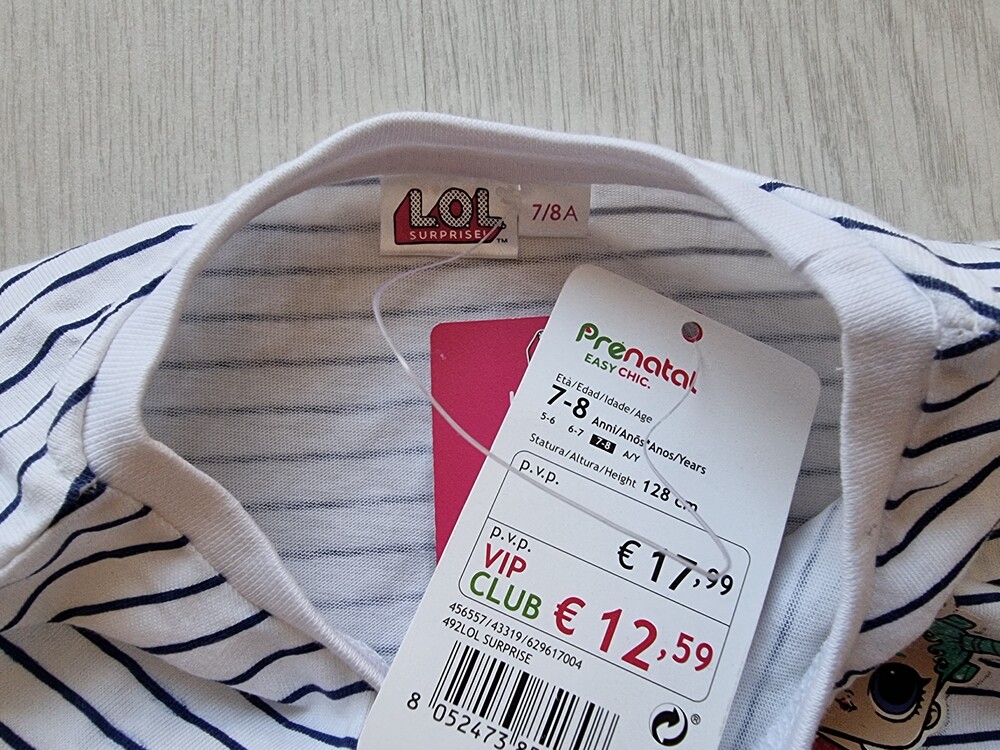 LOL
SURPRISE!™
7/8A
Prénatal
EASY CHIC.
Età/Edad/Idade/Age
7-8 Anni/Anõs*Anos/Years
5-6 6-7 7-8 A/Y
Statura/Altura/Height 128 cm
p.v.p.
€ 17,99
p.v.p.
VIP
CLUB € 12,59
456557/43319/629617004
492LOL SURPRISE
8 052473
®